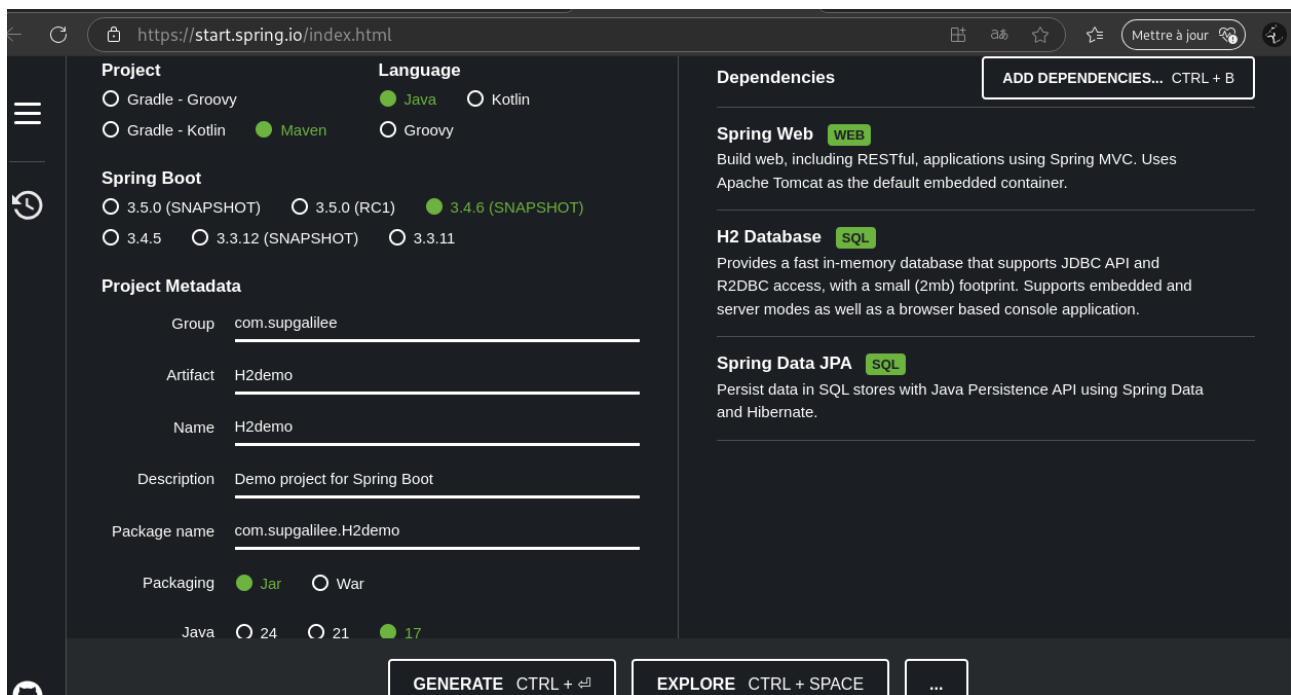 https://start.spring.io/index.html
aあ
Mettre à jour
Project
Language
Gradle - Groovy
Java
Kotlin
Gradle - Kotlin
Maven
Groovy
Spring Boot
3.5.0 (SNAPSHOT)
3.5.0 (RC1)
3.4.6 (SNAPSHOT)
3.4.5
3.3.12 (SNAPSHOT)
3.3.11
Project Metadata
Group com.supgalilee
Artifact H2demo
Name H2demo
Description Demo project for Spring Boot
Package name com.supgalilee.H2demo
Packaging Jar War
Java 24 21 17
Dependencies
ADD DEPENDENCIES... CTRL + B
Spring Web WEB
Build web, including RESTful, applications using Spring MVC. Uses
Apache Tomcat as the default embedded container.
H2 Database SQL
Provides a fast in-memory database that supports JDBC API and
R2DBC access, with a small (2mb) footprint. Supports embedded and
server modes as well as a browser based console application.
Spring Data JPA SQL
Persist data in SQL stores with Java Persistence API using Spring Data
and Hibernate.
GENERATE CTRL + ⏎
EXPLORE CTRL + SPACE
...